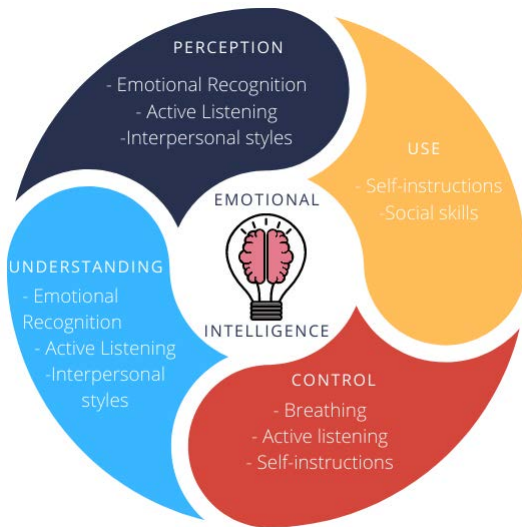 PERCEPTION
- Emotional Recognition
- Active Listening
-Interpersonal styles
USE
- Self-instructions
-Social skills
EMOTIONAL
INTELLIGENCE
UNDERSTANDING
- Emotional
Recognition
- Active Listening
-Interpersonal
styles
CONTROL
- Breathing
- Active listening
- Self-instructions